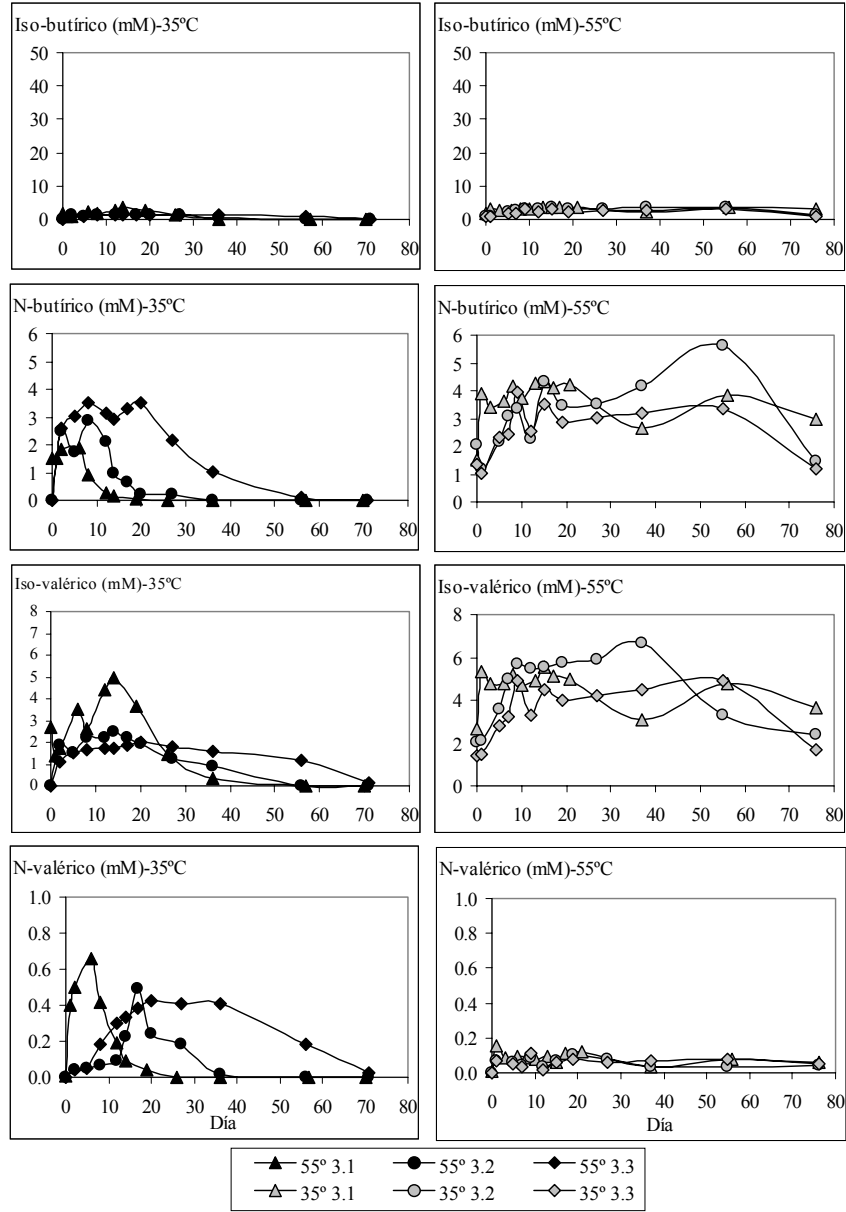 Iso-butírico (mM)-35ºC
50
40
30
20
10
0
0 10 20 30 40 50 60 70 80
Iso-butírico (mM)-55ºC
50
40
30
20
10
0
0 10 20 30 40 50 60 70 80
N-butírico (mM)-35ºC
6
5
4
3
2
1
0
0 10 20 30 40 50 60 70 80
N-butírico (mM)-55ºC
6
5
4
3
2
1
0
0 10 20 30 40 50 60 70 80
Iso-valérico (mM)-35ºC
8
7
6
5
4
3
2
1
0
0 10 20 30 40 50 60 70 80
Iso-valérico (mM)-55ºC
8
6
4
2
0
0 10 20 30 40 50 60 70 80
N-valérico (mM)-35ºC
1.0
0.8
0.6
0.4
0.2
0.0
0 10 20 30 40 50 60 70 80
Día
N-valérico (mM)-55ºC
1.0
0.8
0.6
0.4
0.2
0.0
0 10 20 30 40 50 60 70 80
Día
55º 3.1 55º 3.2 55º 3.3
35º 3.1 35º 3.2 35º 3.3